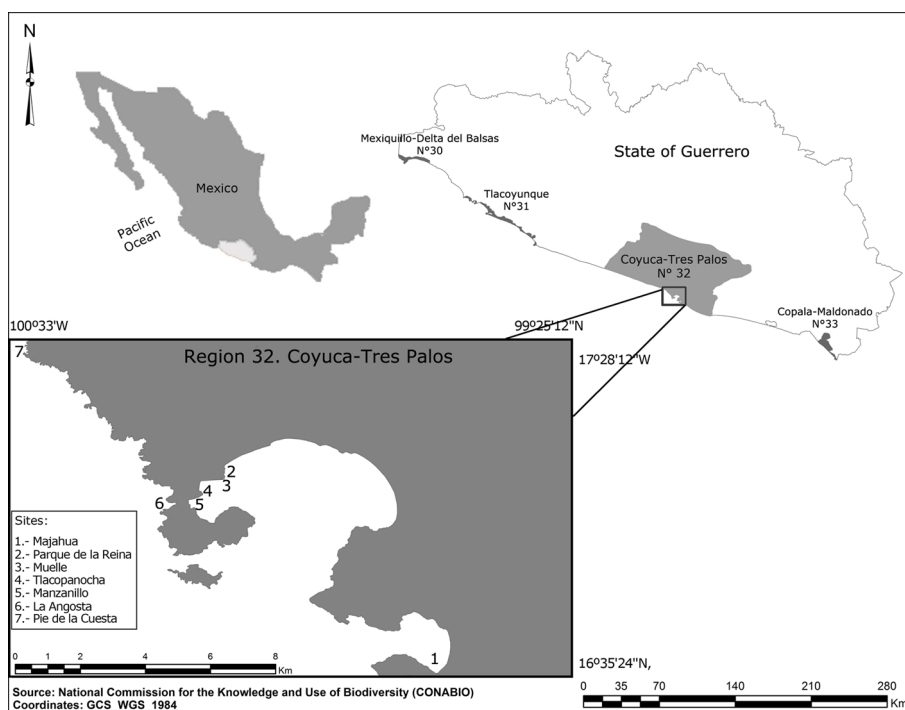 N
Mexiquillo-Delta del Balsas
N°30
State of Guerrero
Mexico
Tlacoyunque
N°31
Pacific
Ocean
Coyuca-Tres Palos
N° 32
Copala-Maldonado
N°33
100º33'W
99º25'12"N
17º28'12"W
7
Region 32. Coyuca-Tres Palos
2
3
4
6
5
Sites:
1.- Majahua
2.- Parque de la Reina
3.- Muelle
4.- Tlacopanocha
5.- Manzanillo
6.- La Angosta
7.- Pie de la Cuesta
1
0 1 2 4 6 8
Km
16º35'24"N,
Source: National Commission for the Knowledge and Use of Biodiversity (CONABIO)
Coordinates: GCS WGS 1984
0 35 70 140 210 280
Km